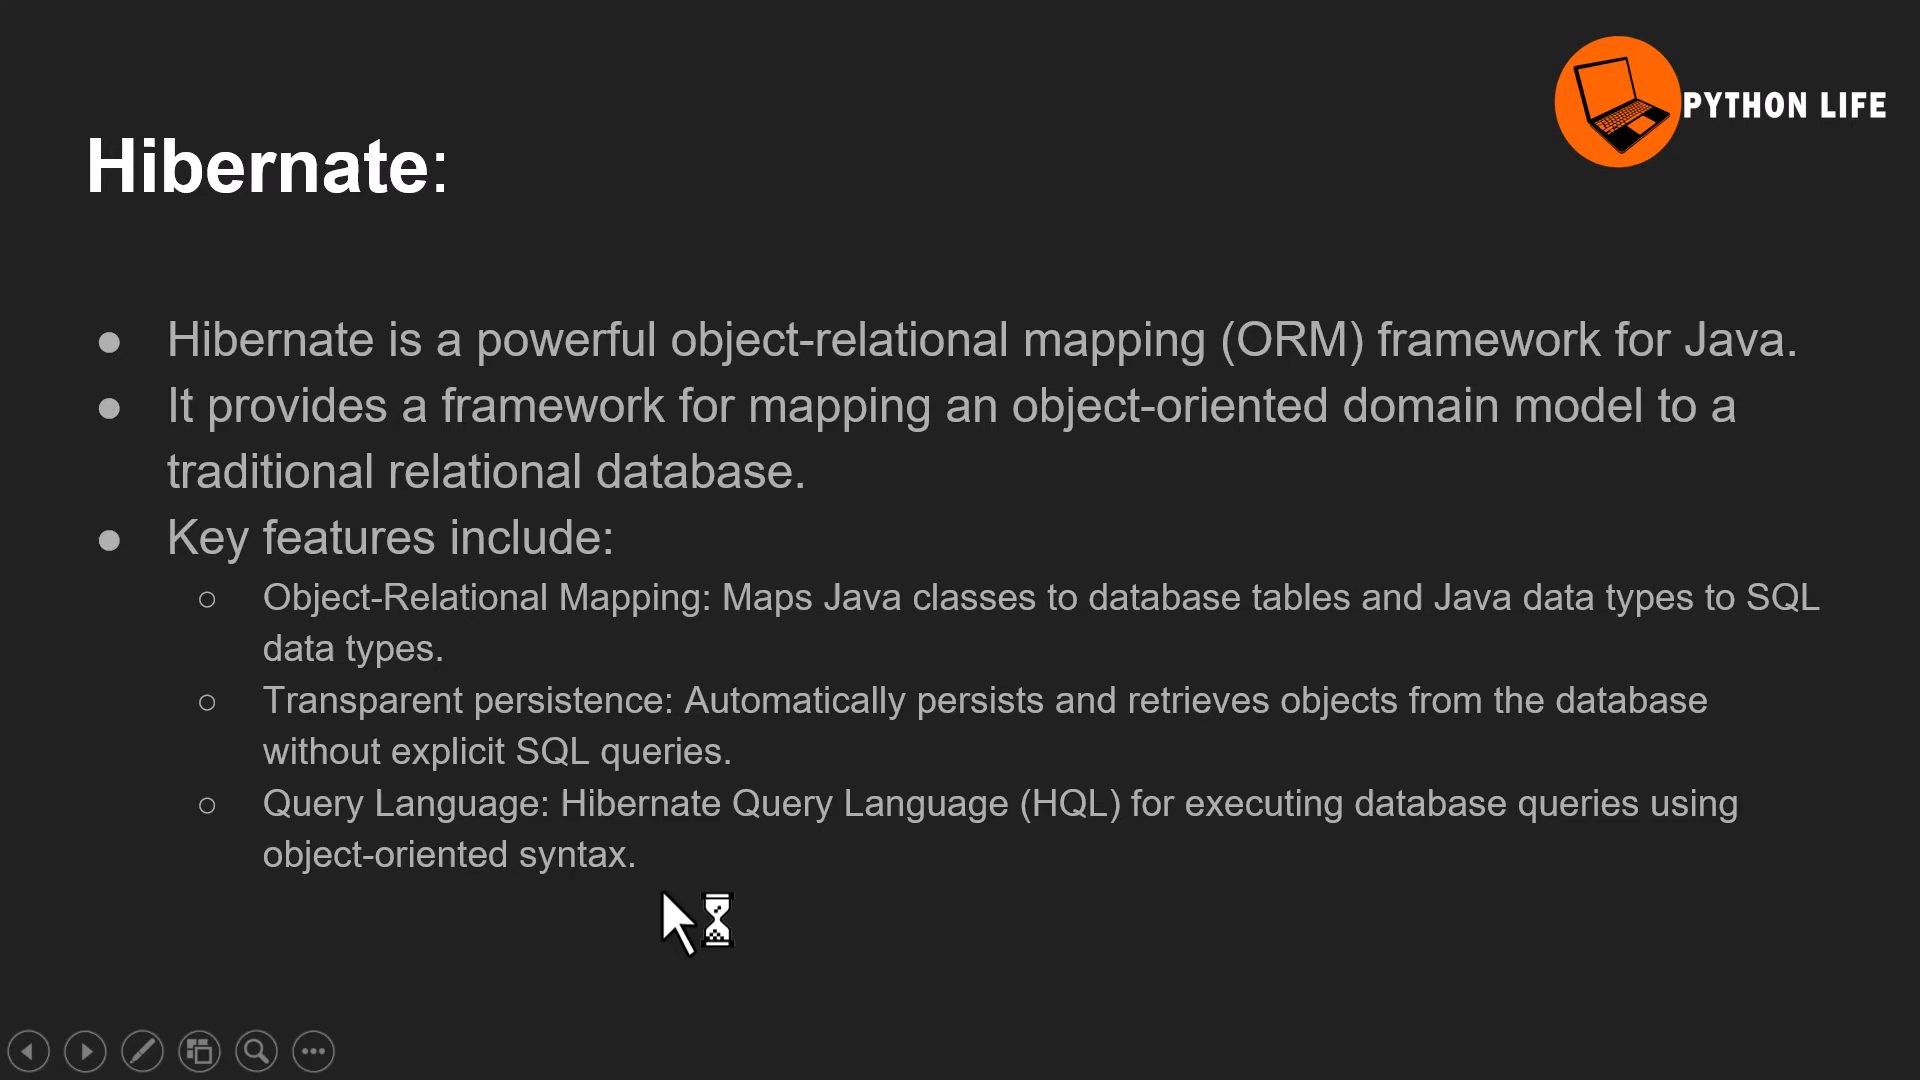 PYTHON LIFE
Hibernate:
● Hibernate is a powerful object-relational mapping (ORM) framework for Java.
● It provides a framework for mapping an object-oriented domain model to a
traditional relational database.
● Key features include:
○ Object-Relational Mapping: Maps Java classes to database tables and Java data types to SQL
data types.
○ Transparent persistence: Automatically persists and retrieves objects from the database
without explicit SQL queries.
○ Query Language: Hibernate Query Language (HQL) for executing database queries using
object-oriented syntax.